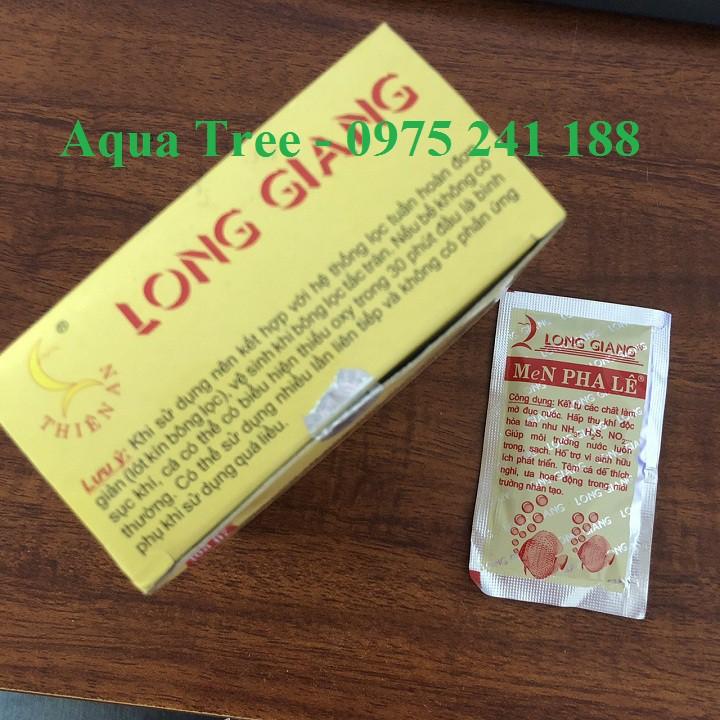 Aqua Tree - 0975 241 188
LONG GIANG
®
THIÊN ÂN
Lưu ý: Khi sử dụng nên kết hợp với hệ thống lọc tuần hoàn đơn
giản (lót kín bông lọc), vệ sinh khi bông lọc tắc tràn. Nếu bể không có
sục khí, cá có thể có biểu hiện thiếu oxy trong 30 phút đầu là bình
thường. Có thể sử dụng nhiều lần liên tiếp và không có phản ứng
phụ khi sử dụng quá liều.
LONG GIANG
MeN PHA LÊ®
Công dụng: Kết tụ các chất làm
mờ đục nước. Hấp thụ khí độc
hòa tan như NH3, H2S, NO2...
Giúp môi trường nước luôn
trong, sạch. Hổ trợ vi sinh hữu
ích phát triển. Tôm cá dể thích
nghi, ưa hoạt động trong môi
trường nhân tạo.